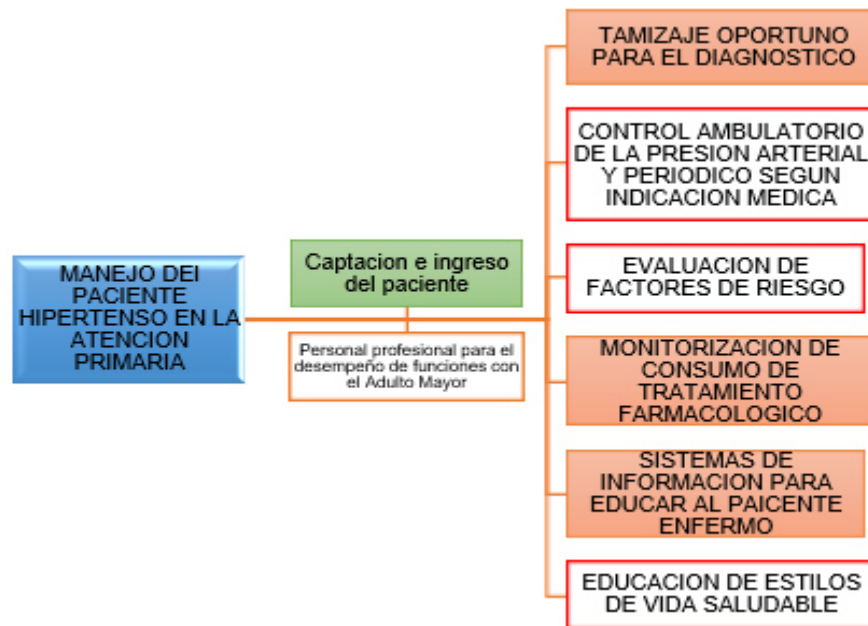 MANEJO DEl
PACIENTE
HIPERTENSO EN LA
ATENCION
PRIMARIA
Captacion e ingreso
del paciente
Personal profesional para el
desempeño de funciones con
el Adulto Mayor
TAMIZAJE OPORTUNO
PARA EL DIAGNOSTICO
CONTROL AMBULATORIO
DE LA PRESION ARTERIAL
Y PERIODICO SEGUN
INDICACION MEDICA
EVALUACION DE
FACTORES DE RIESGO
MONITORIZACION DE
CONSUMO DE
TRATAMIENTO
FARMACOLOGICO
SISTEMAS DE
INFORMACION PARA
EDUCAR AL PAICENTE
ENFERMO
EDUCACION DE ESTILOS
DE VIDA SALUDABLE